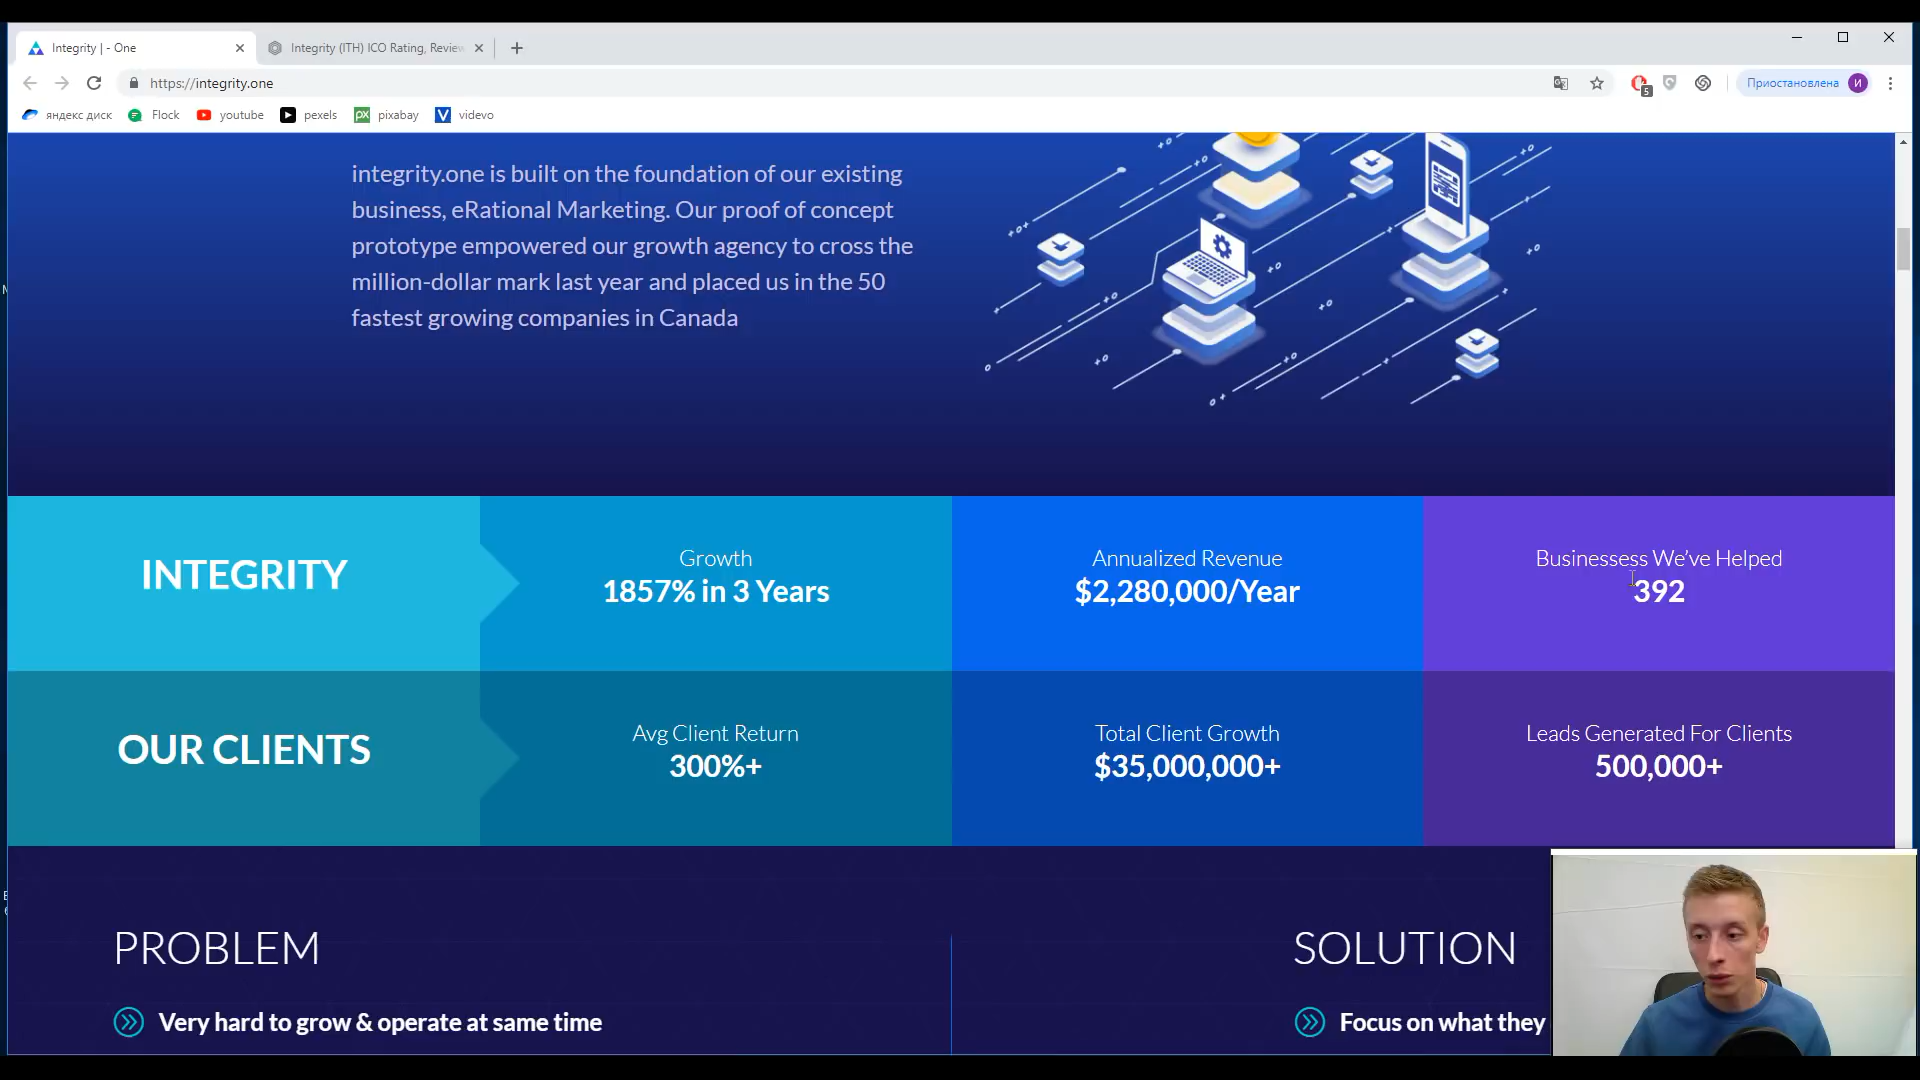 Integrity | - One
Integrity (ITH) ICO Rating, Review
https://integrity.one
5
Приостановлена
И
яндекс диск
Flock
youtube
px
pexels
pixabay
V
videvo
integrity.one is built on the foundation of our existing
business, eRational Marketing. Our proof of concept
prototype empowered our growth agency to cross the
million-dollar mark last year and placed us in the 50
fastest growing companies in Canada
INTEGRITY
Growth
1857% in 3 Years
Annualized Revenue
$2,280,000/Year
Businessess We've Helped
392
OUR CLIENTS
Avg Client Return
300%+
Total Client Growth
$35,000,000+
Leads Generated For Clients
500,000+
PROBLEM
Very hard to grow & operate at same time
SOLUTION
Focus on what they